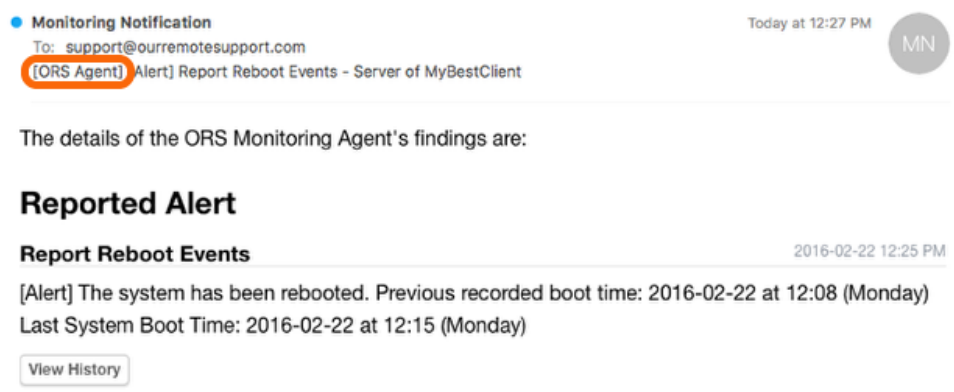 Monitoring Notification
Today at 12:27 PM
MN
To: support@ourremotesupport.com
[ORS Agent] Alert] Report Reboot Events - Server of MyBestClient
The details of the ORS Monitoring Agent's findings are:
Reported Alert
Report Reboot Events
2016-02-22 12:25 PM
[Alert] The system has been rebooted. Previous recorded boot time: 2016-02-22 at 12:08 (Monday)
Last System Boot Time: 2016-02-22 at 12:15 (Monday)
View History